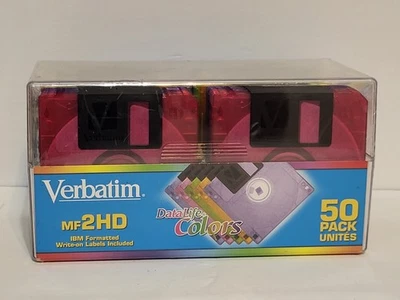 Verbatim.
MF2HD
IBM Formatted
Write-on Labels Included
DataLife
Colors
50
PACK
UNITÉS